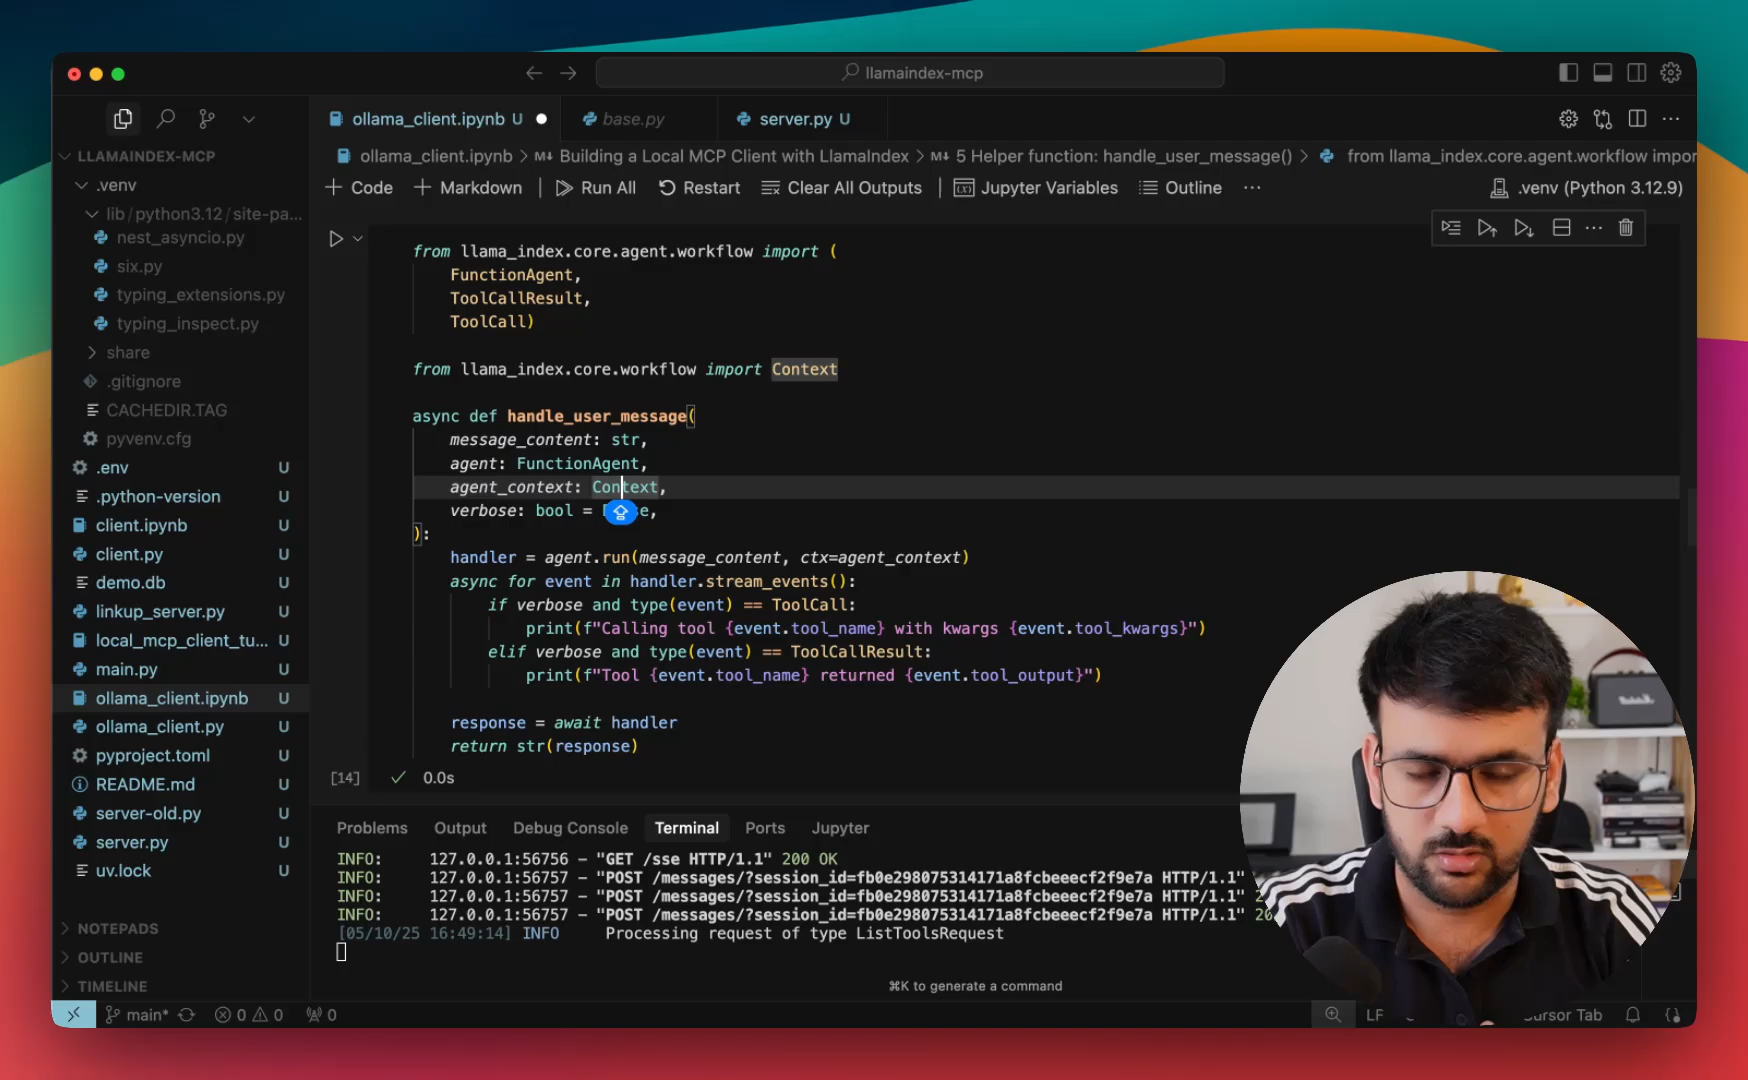 llamaindex-mcp
ollama_client.ipynb U
base.py
server.py U
LLAMAINDEX-MCP
ollama_client.ipynb > M↓ Building a Local MCP Client with LlamaIndex > M↓ 5 Helper function: handle_user_message() > from llama_index.core.agent.workflow impor
+ Code + Markdown | Run All Restart Clear All Outputs | Jupyter Variables Outline ···
.venv (Python 3.12.9)
.venv
lib/python3.12/site-pa...
nest_asyncio.py
six.py
typing_extensions.py
typing_inspect.py
share
.gitignore
CACHEDIR.TAG
pyvenv.cfg
.env U
.python-version U
client.ipynb U
client.py U
demo.db U
linkup_server.py U
local_mcp_client_tu... U
main.py U
ollama_client.ipynb U
ollama_client.py U
pyproject.toml U
README.md U
server-old.py U
server.py U
uv.lock U
NOTEPADS
OUTLINE
TIMELINE
from llama_index.core.agent.workflow import (
FunctionAgent,
ToolCallResult,
ToolCall)
from llama_index.core.workflow import Context
async def handle_user_message(
message_content: str,
agent: FunctionAgent,
agent_context: Context,
verbose: bool =
):
handler = agent.run(message_content, ctx=agent_context)
async for event in handler.stream_events():
if verbose and type(event) == ToolCall:
print(f"Calling tool {event.tool_name} with kwargs {event.tool_kwargs}")
elif verbose and type(event) == ToolCallResult:
print(f"Tool {event.tool_name} returned {event.tool_output}")
response = await handler
return str(response)
[14] 0.0s
Problems Output Debug Console Terminal Ports Jupyter
INFO: 127.0.0.1:56756 - "GET /sse HTTP/1.1" 200 OK
INFO: 127.0.0.1:56757 - "POST /messages/?session_id=fb0e298075314171a8fcbeeecf2f9e7a HTTP/1.1"
INFO: 127.0.0.1:56757 - "POST /messages/?session_id=fb0e298075314171a8fcbeeecf2f9e7a HTTP/1.1" 2
INFO: 127.0.0.1:56757 - "POST /messages/?session_id=fb0e298075314171a8fcbeeecf2f9e7a HTTP/1.1" 20
[05/10/25 16:49:14] INFO Processing request of type ListToolsRequest
⌘K to generate a command
main* 0 0 0
LF
Tab